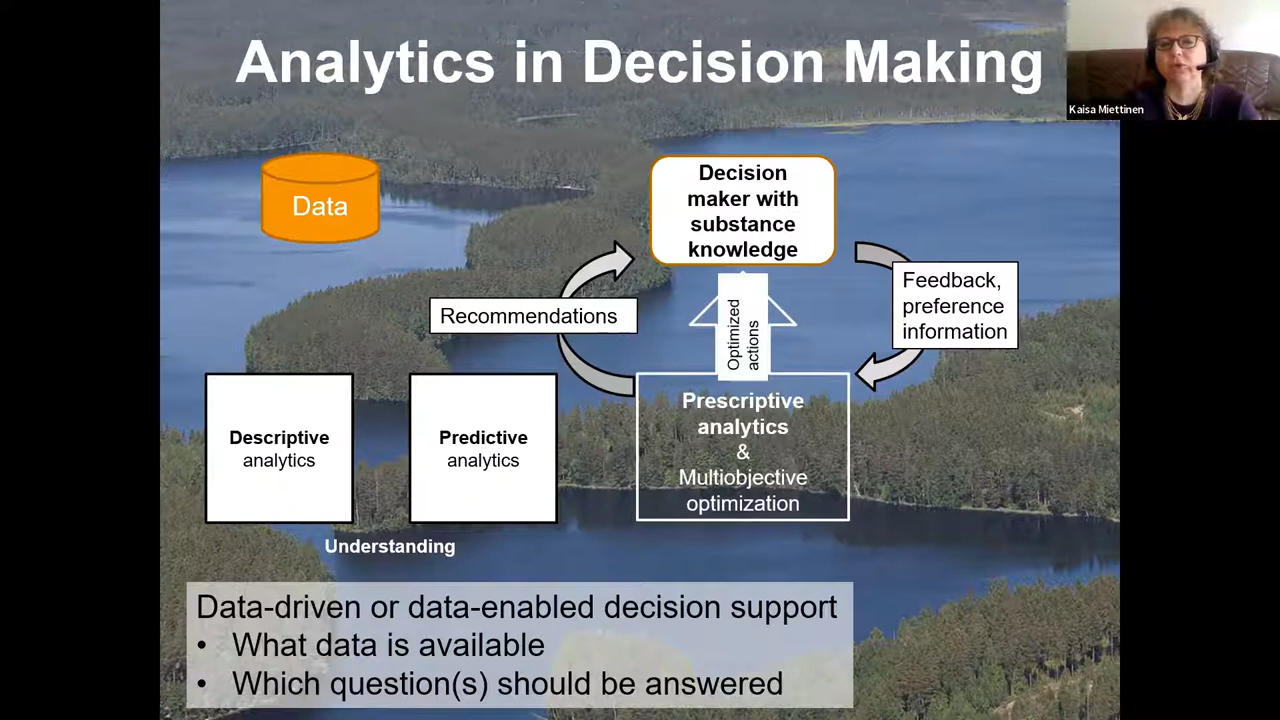 Analytics in Decision Making
Kaisa Miettinen
Data
Decision
maker with
substance
knowledge
Recommendations
Optimized
actions
Feedback,
preference
information
Descriptive
analytics
Predictive
analytics
Prescriptive
analytics
&
Multiobjective
optimization
Understanding
Data-driven or data-enabled decision support
• What data is available
• Which question(s) should be answered